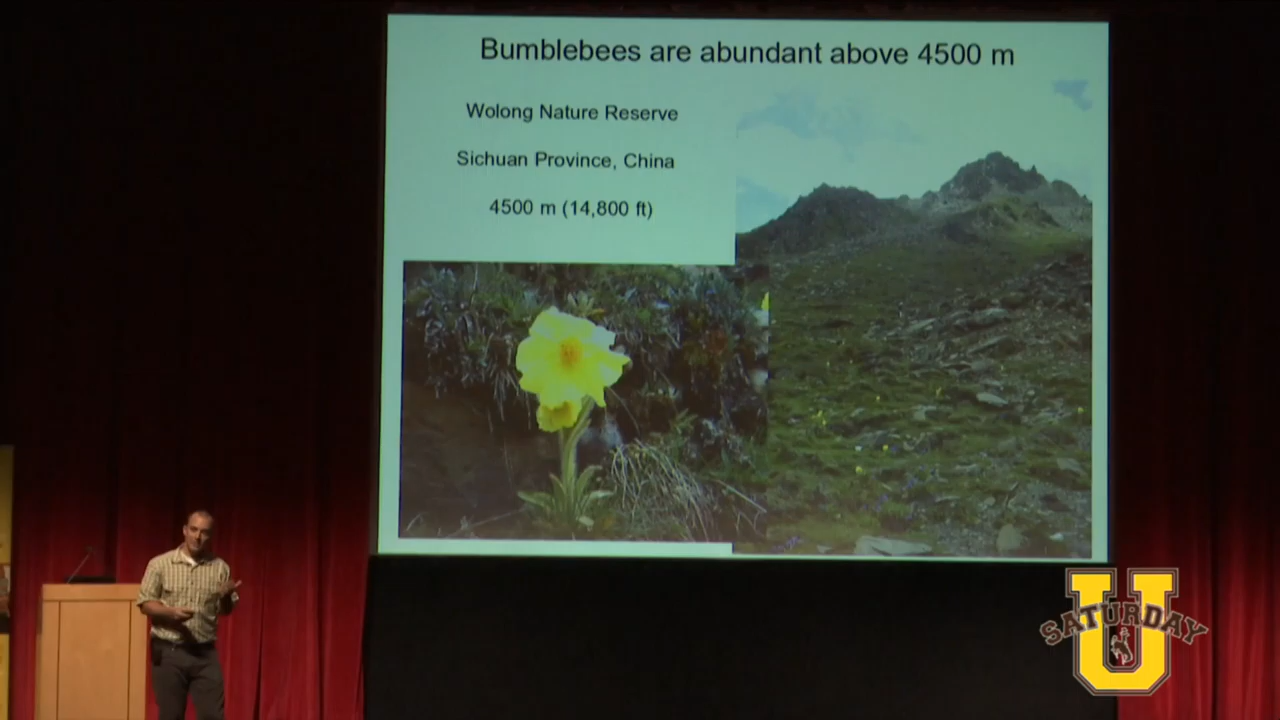 Bumblebees are abundant above 4500 m
Wolong Nature Reserve
Sichuan Province, China
4500 m (14,800 ft)
SATURDAY
U